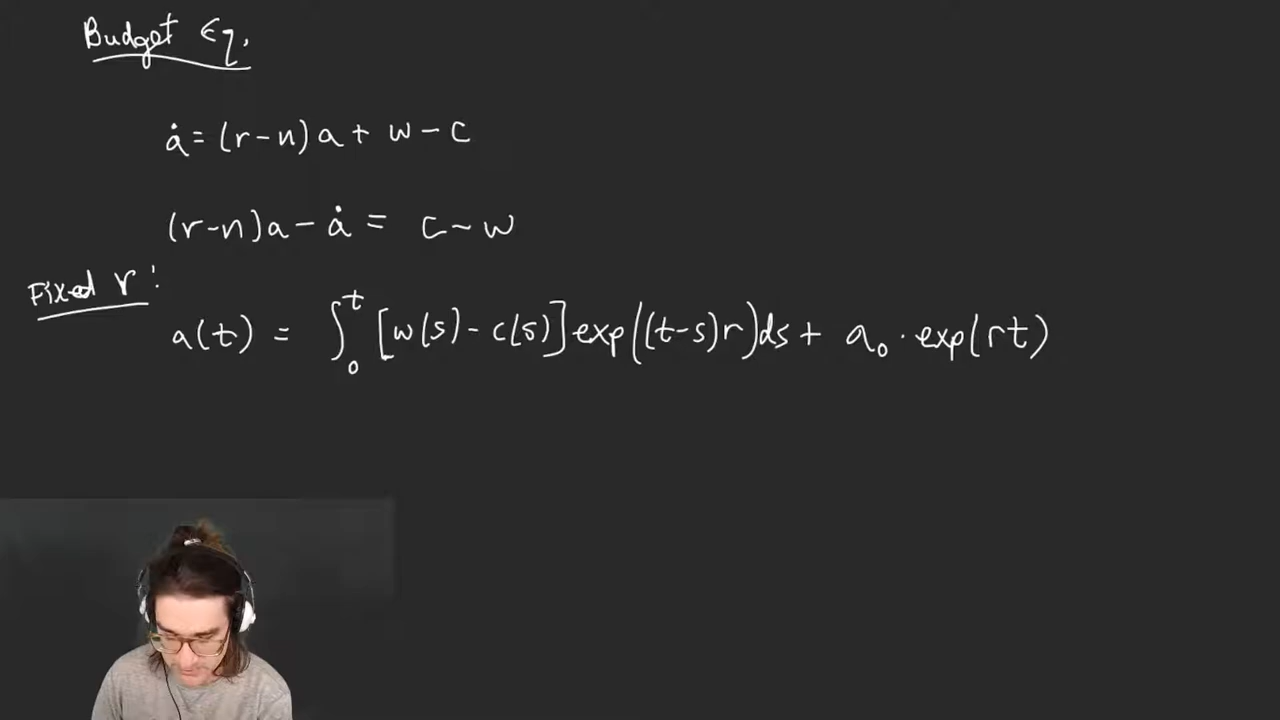 Budget Eq.
ȧ = (r-n)a + w - c
(r-n)a - ȧ = c - w
Fixed r:
a(t) = ∫₀ᵗ [w(s) - c(s)] exp((t-s)r)ds + a₀ · exp(rt)